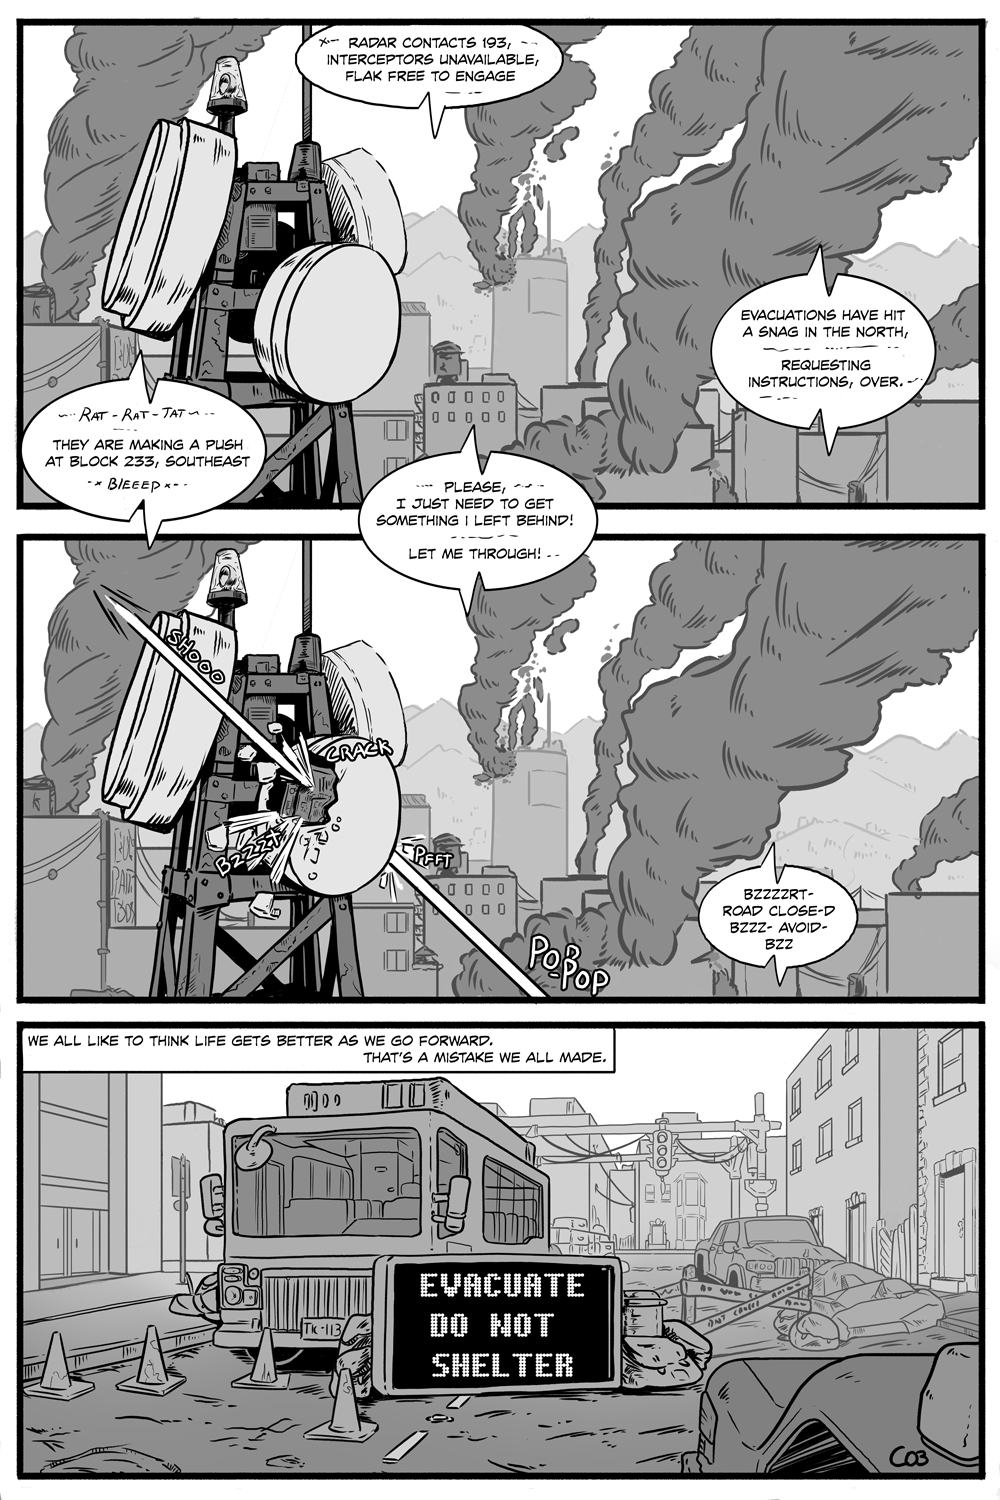 RADAR CONTACTS 193,
INTERCEPTORS UNAVAILABLE,
FLAK FREE TO ENGAGE
EVACUATIONS HAVE HIT
A SNAG IN THE NORTH,
REQUESTING
INSTRUCTIONS, OVER.
RAT - RAT - TAT
THEY ARE MAKING A PUSH
AT BLOCK 233, SOUTHEAST
BLEEEP
PLEASE,
I JUST NEED TO GET
SOMETHING I LEFT BEHIND!
LET ME THROUGH!
SHOOO
CRACK
BZZZT
PFFT
POP
-POP
BZZZZRT-
ROAD CLOSE-D
BZZZ- AVOID-
BZZ
WE ALL LIKE TO THINK LIFE GETS BETTER AS WE GO FORWARD.
THAT'S A MISTAKE WE ALL MADE.
TK-113
EVACUATE
DO NOT
SHELTER
C03